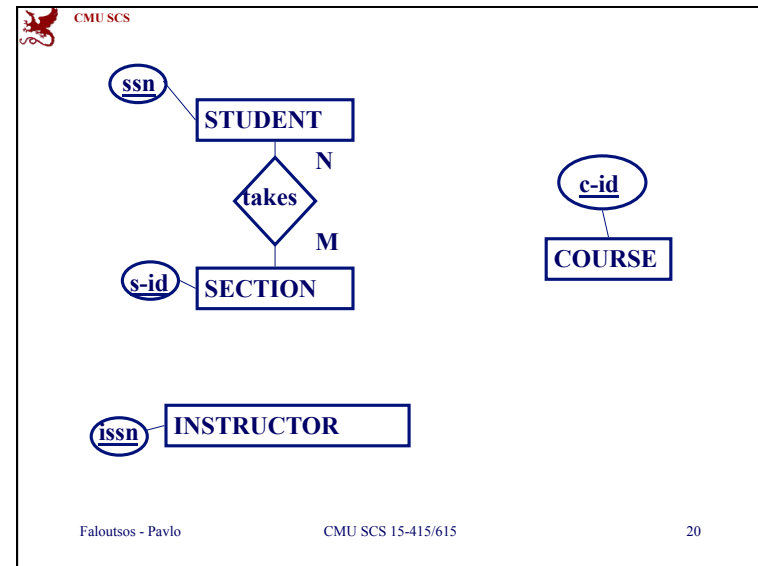 CMU SCS
ssn
STUDENT
N
takes
c-id
M
COURSE
s-id
SECTION
issn
INSTRUCTOR
Faloutsos - Pavlo
CMU SCS 15-415/615
20